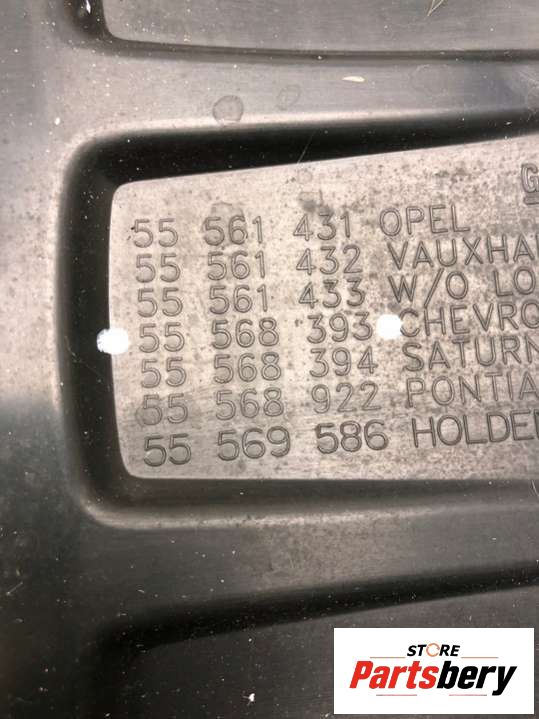 55 561 431 OPEL
55 561 432 VAUXHA
55 561 433 W/O LO
55 568 393 CHEVRO
55 568 394 SATURN
55 568 922 PONTIA
55 569 586 HOLDEN
STORE
Partsbery